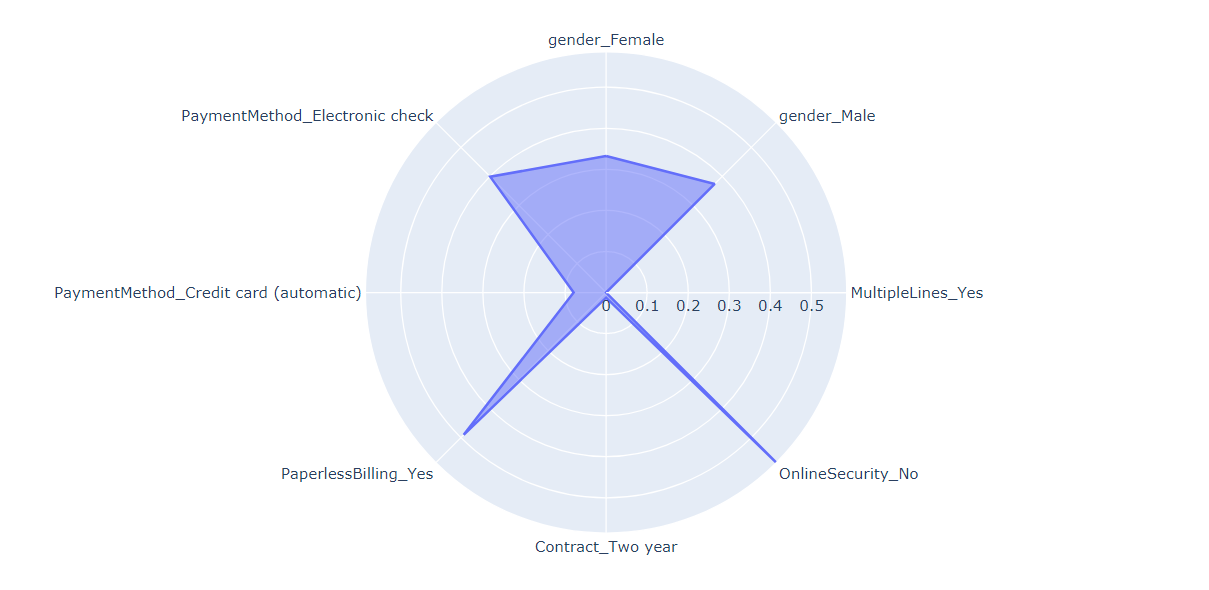 gender_Female
PaymentMethod_Electronic check
gender_Male
PaymentMethod_Credit card (automatic)
MultipleLines_Yes
0 0.1 0.2 0.3 0.4 0.5
PaperlessBilling_Yes
OnlineSecurity_No
Contract_Two year